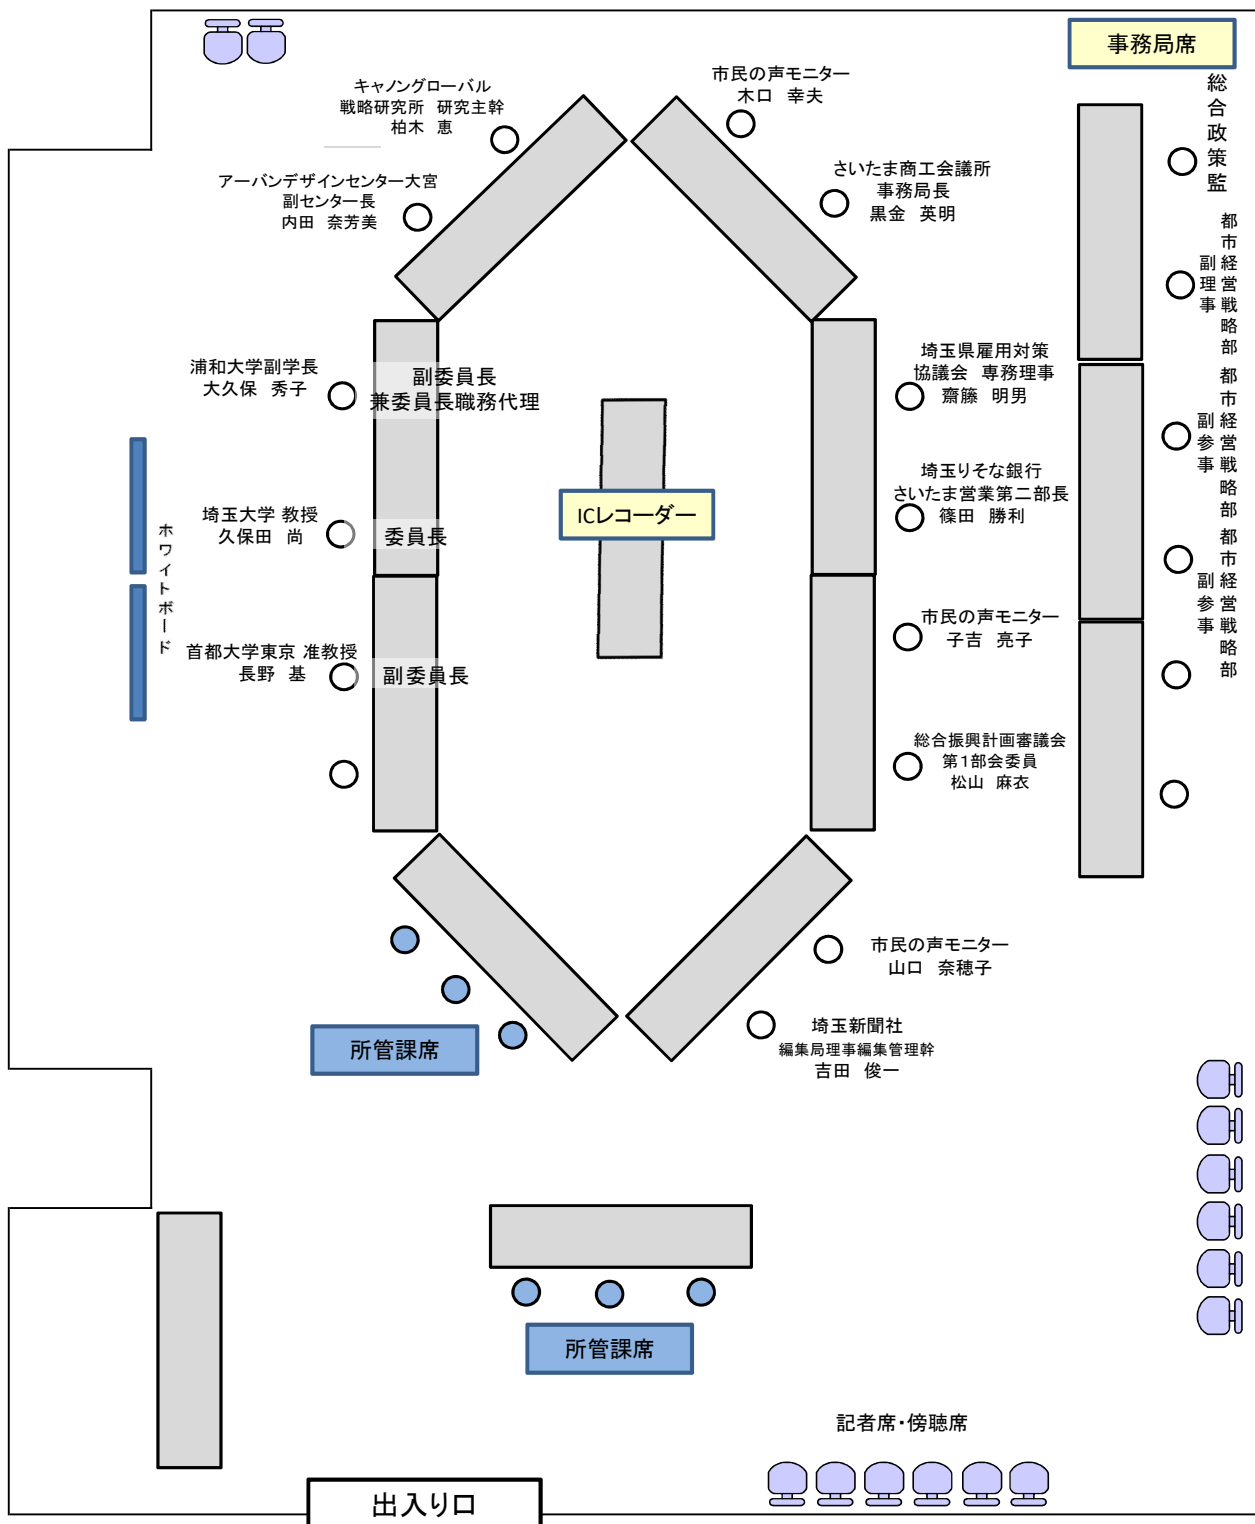 事務局席
キャノングローバル
戦略研究所 研究主幹
柏木 恵
市民の声モニター
木口 幸夫
総合政策監
アーバンデザインセンター大宮
副センター長
内田 奈芳美
さいたま商工会議所
事務局長
黒金 英明
都市経営戦略部
副理事
浦和大学副学長
大久保 秀子
副委員長
兼委員長職務代理
埼玉県雇用対策
協議会 専務理事
齋藤 明男
都市経営戦略部
副参事
埼玉りそな銀行
さいたま営業第二部長
篠田 勝利
ICレコーダー
ホワイトボード
埼玉大学 教授
久保田 尚
委員長
都市経営戦略部
副参事
首都大学東京 准教授
長野 基
副委員長
市民の声モニター
子吉 亮子
総合振興計画審議会
第1部会委員
松山 麻衣
市民の声モニター
山口 奈穂子
埼玉新聞社
編集局理事編集管理幹
吉田 俊一
所管課席
所管課席
記者席・傍聴席
出入り口